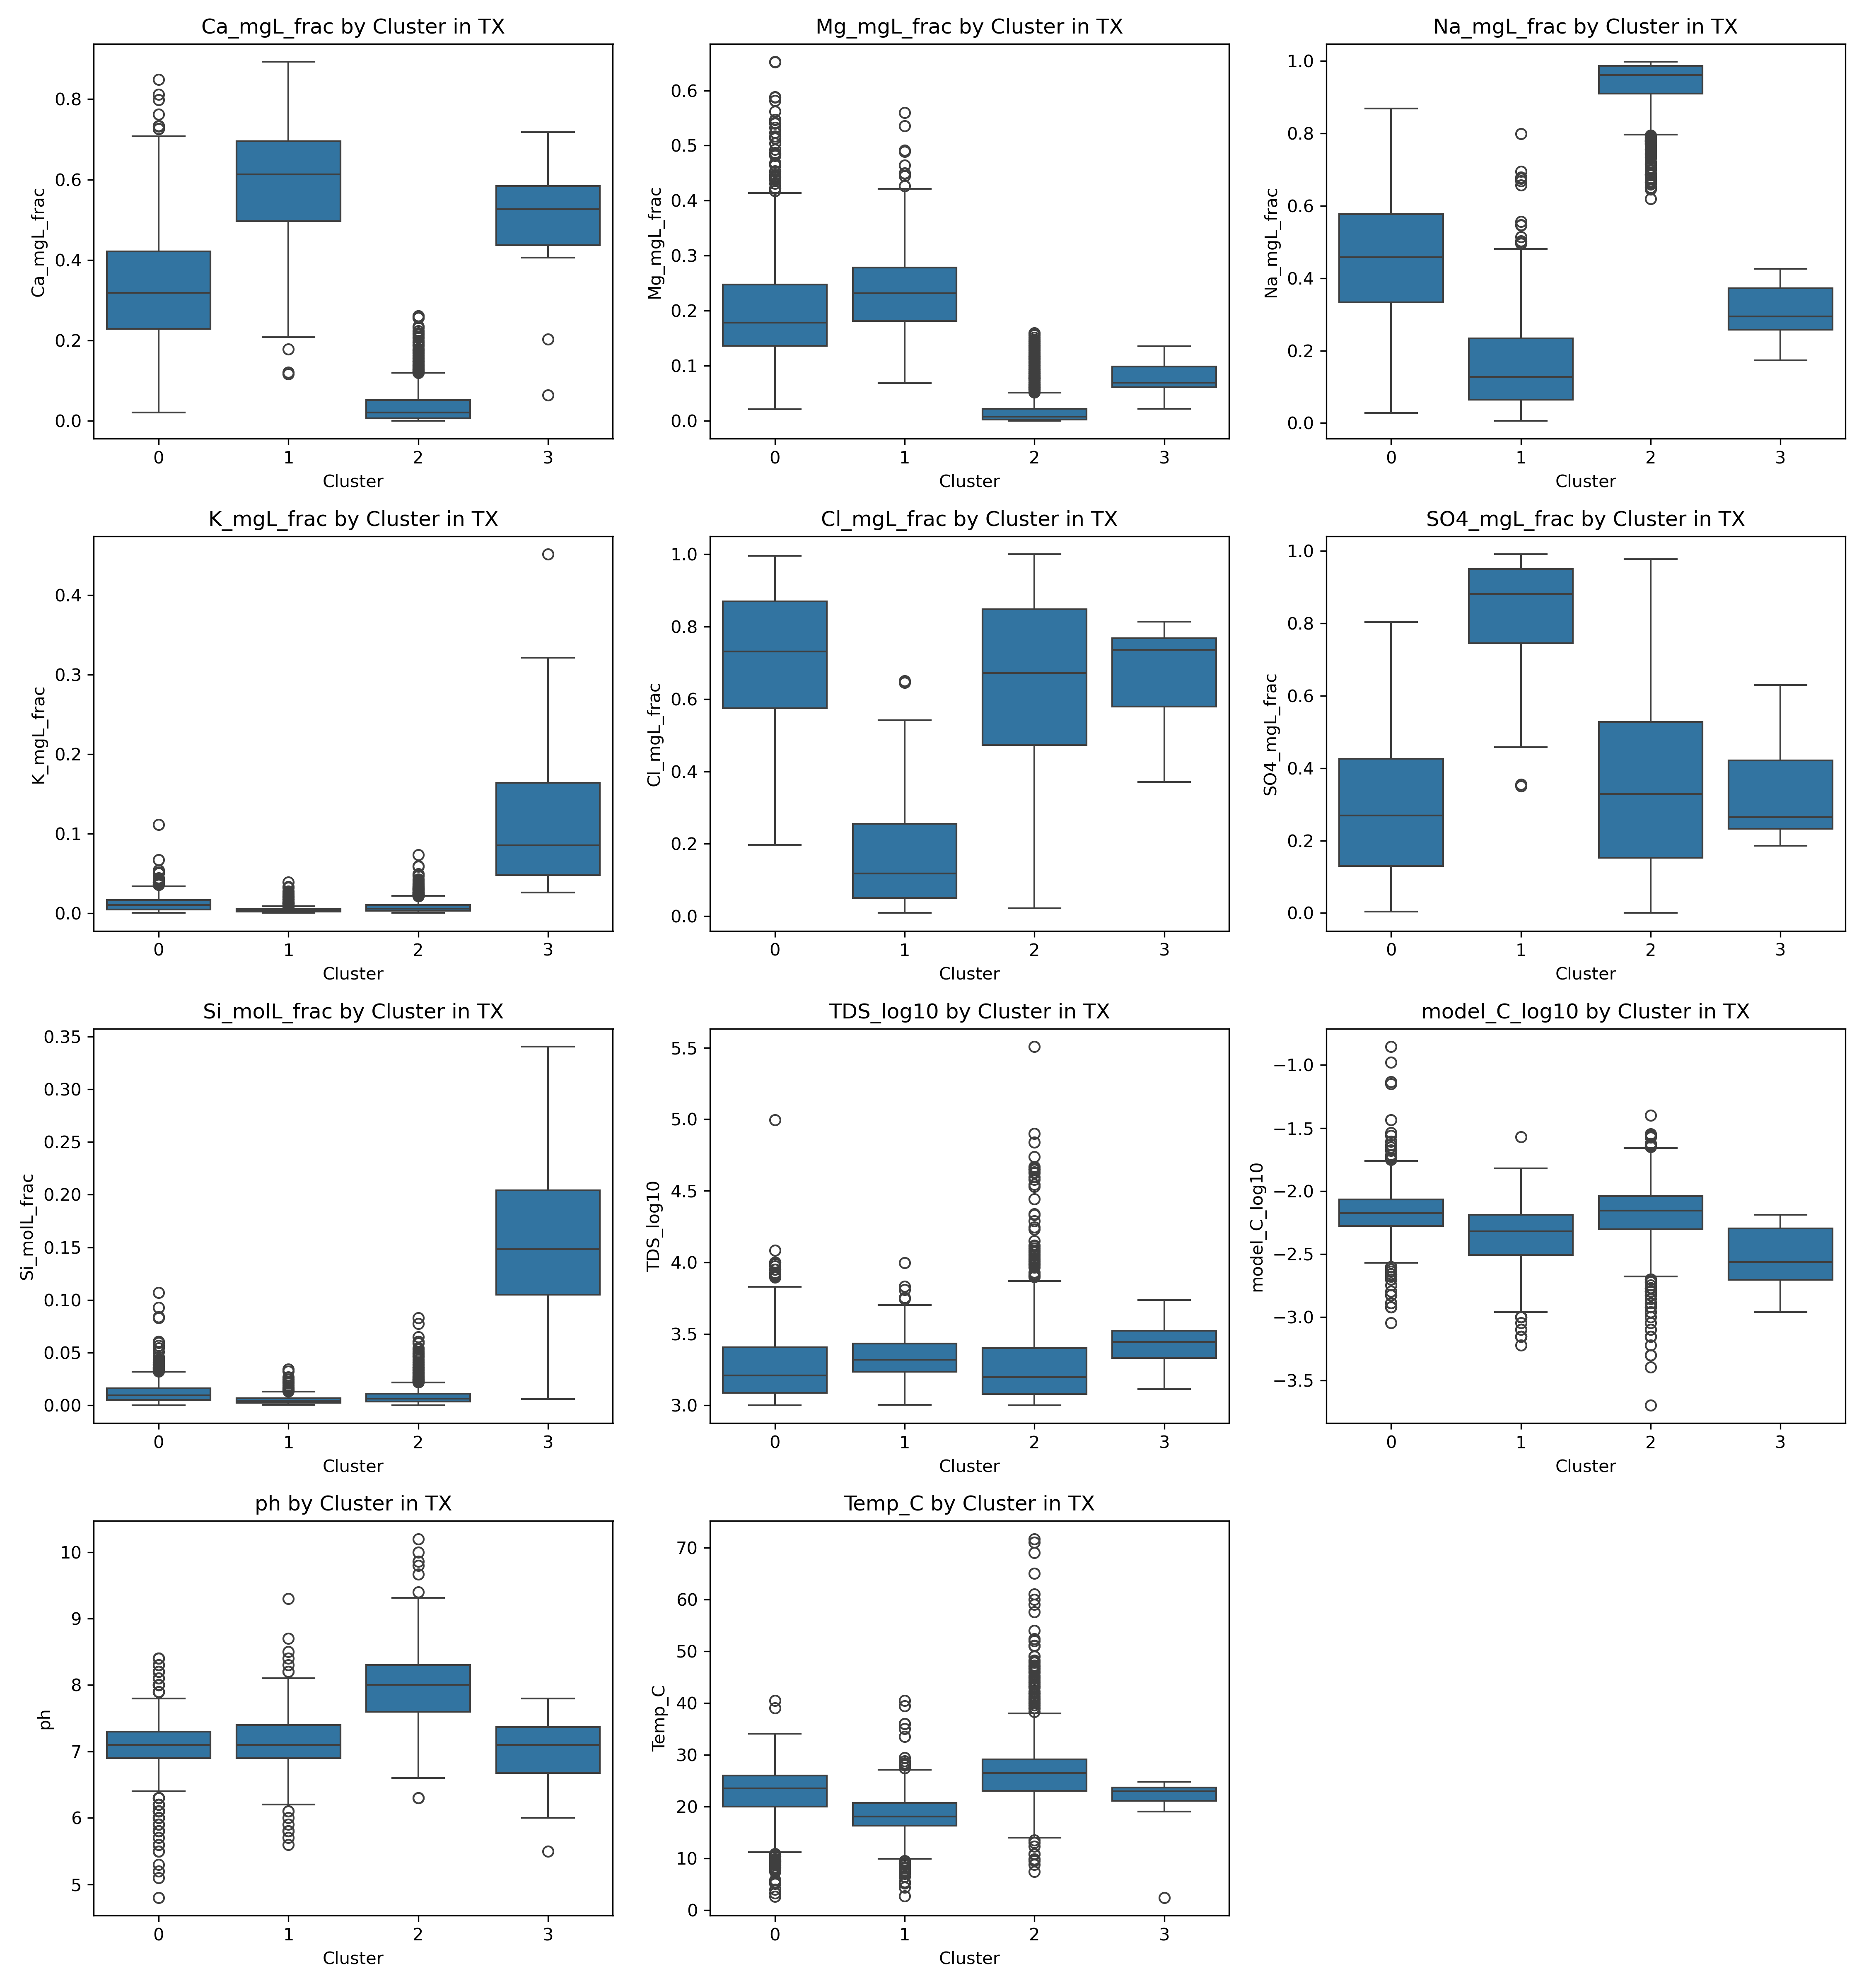 Ca_mgL_frac by Cluster in TX
Ca_mgL_frac
0.8
0.6
0.4
0.2
0.0
0 1 2 3
Cluster
Mg_mgL_frac by Cluster in TX
Mg_mgL_frac
0.6
0.5
0.4
0.3
0.2
0.1
0.0
0 1 2 3
Cluster
Na_mgL_frac by Cluster in TX
Na_mgL_frac
1.0
0.8
0.6
0.4
0.2
0.0
0 1 2 3
Cluster
K_mgL_frac by Cluster in TX
K_mgL_frac
0.4
0.3
0.2
0.1
0.0
0 1 2 3
Cluster
Cl_mgL_frac by Cluster in TX
Cl_mgL_frac
1.0
0.8
0.6
0.4
0.2
0.0
0 1 2 3
Cluster
SO4_mgL_frac by Cluster in TX
SO4_mgL_frac
1.0
0.8
0.6
0.4
0.2
0.0
0 1 2 3
Cluster
Si_molL_frac by Cluster in TX
Si_molL_frac
0.35
0.30
0.25
0.20
0.15
0.10
0.05
0.00
0 1 2 3
Cluster
TDS_log10 by Cluster in TX
TDS_log10
5.5
5.0
4.5
4.0
3.5
3.0
0 1 2 3
Cluster
model_C_log10 by Cluster in TX
model_C_log10
−1.0
−1.5
−2.0
−2.5
−3.0
−3.5
0 1 2 3
Cluster
ph by Cluster in TX
ph
10
9
8
7
6
5
0 1 2 3
Cluster
Temp_C by Cluster in TX
Temp_C
70
60
50
40
30
20
10
0
0 1 2 3
Cluster